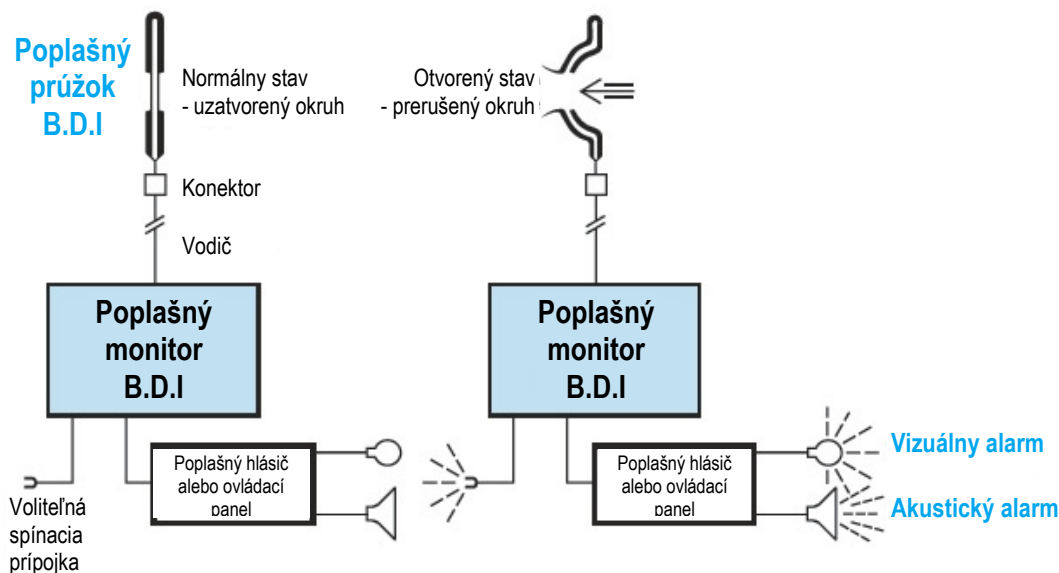 Poplašný
prúžok
B.D.I
Normálny stav
- uzatvorený okruh
Konektor
Vodič
Poplašný
monitor
B.D.I
Poplašný hlásič
alebo ovládací
panel
Voliteľná
spínacia
prípojka
Otvorený stav
- prerušený okruh
Poplašný
monitor
B.D.I
Poplašný hlásič
alebo ovládací
panel
Vizuálny alarm
Akustický alarm